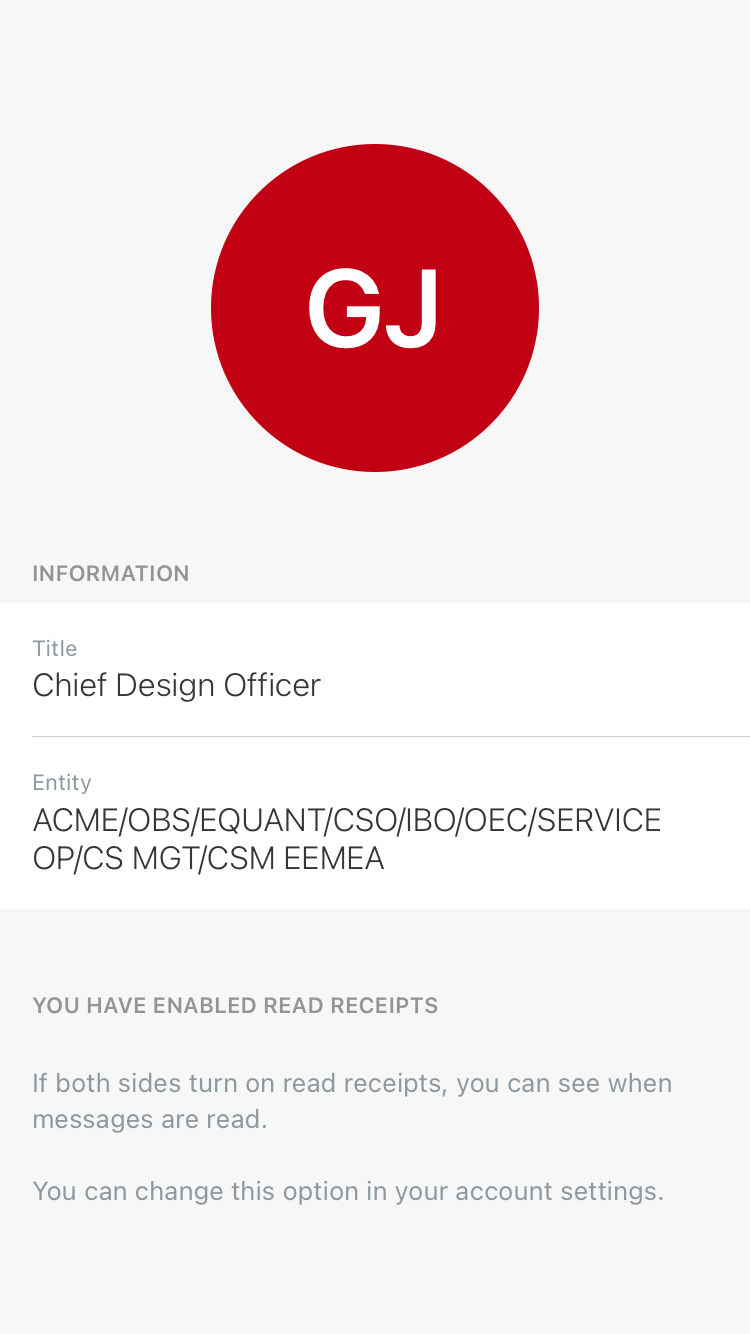 GJ
INFORMATION
Title
Chief Design Officer
Entity
ACME/OBS/EQUANT/CSO/IBO/OEC/SERVICE
OP/CS MGT/CSM EEMEA
YOU HAVE ENABLED READ RECEIPTS
If both sides turn on read receipts, you can see when
messages are read.
You can change this option in your account settings.